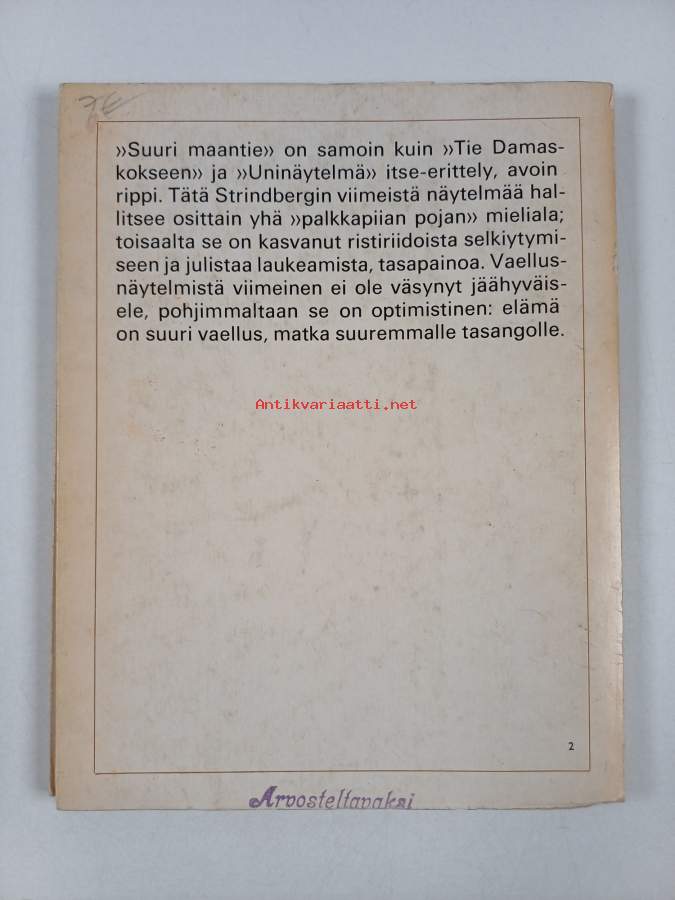 »Suuri maantie» on samoin kuin »Tie Damas-
kokseen» ja »Uninäytelmä» itse-erittely, avoin
rippi. Tätä Strindbergin viimeistä näytelmää hal-
litsee osittain yhä »palkkapiian pojan» mieliala;
toisaalta se on kasvanut ristiriidoista selkiytymi-
seen ja julistaa laukeamista, tasapainoa. Vaellus-
näytelmistä viimeinen ei ole väsynyt jäähyväis-
ele, pohjimmaltaan se on optimistinen: elämä
on suuri vaellus, matka suuremmalle tasangolle.
Antikvariaatti.net
2
Arvosteltavaksi